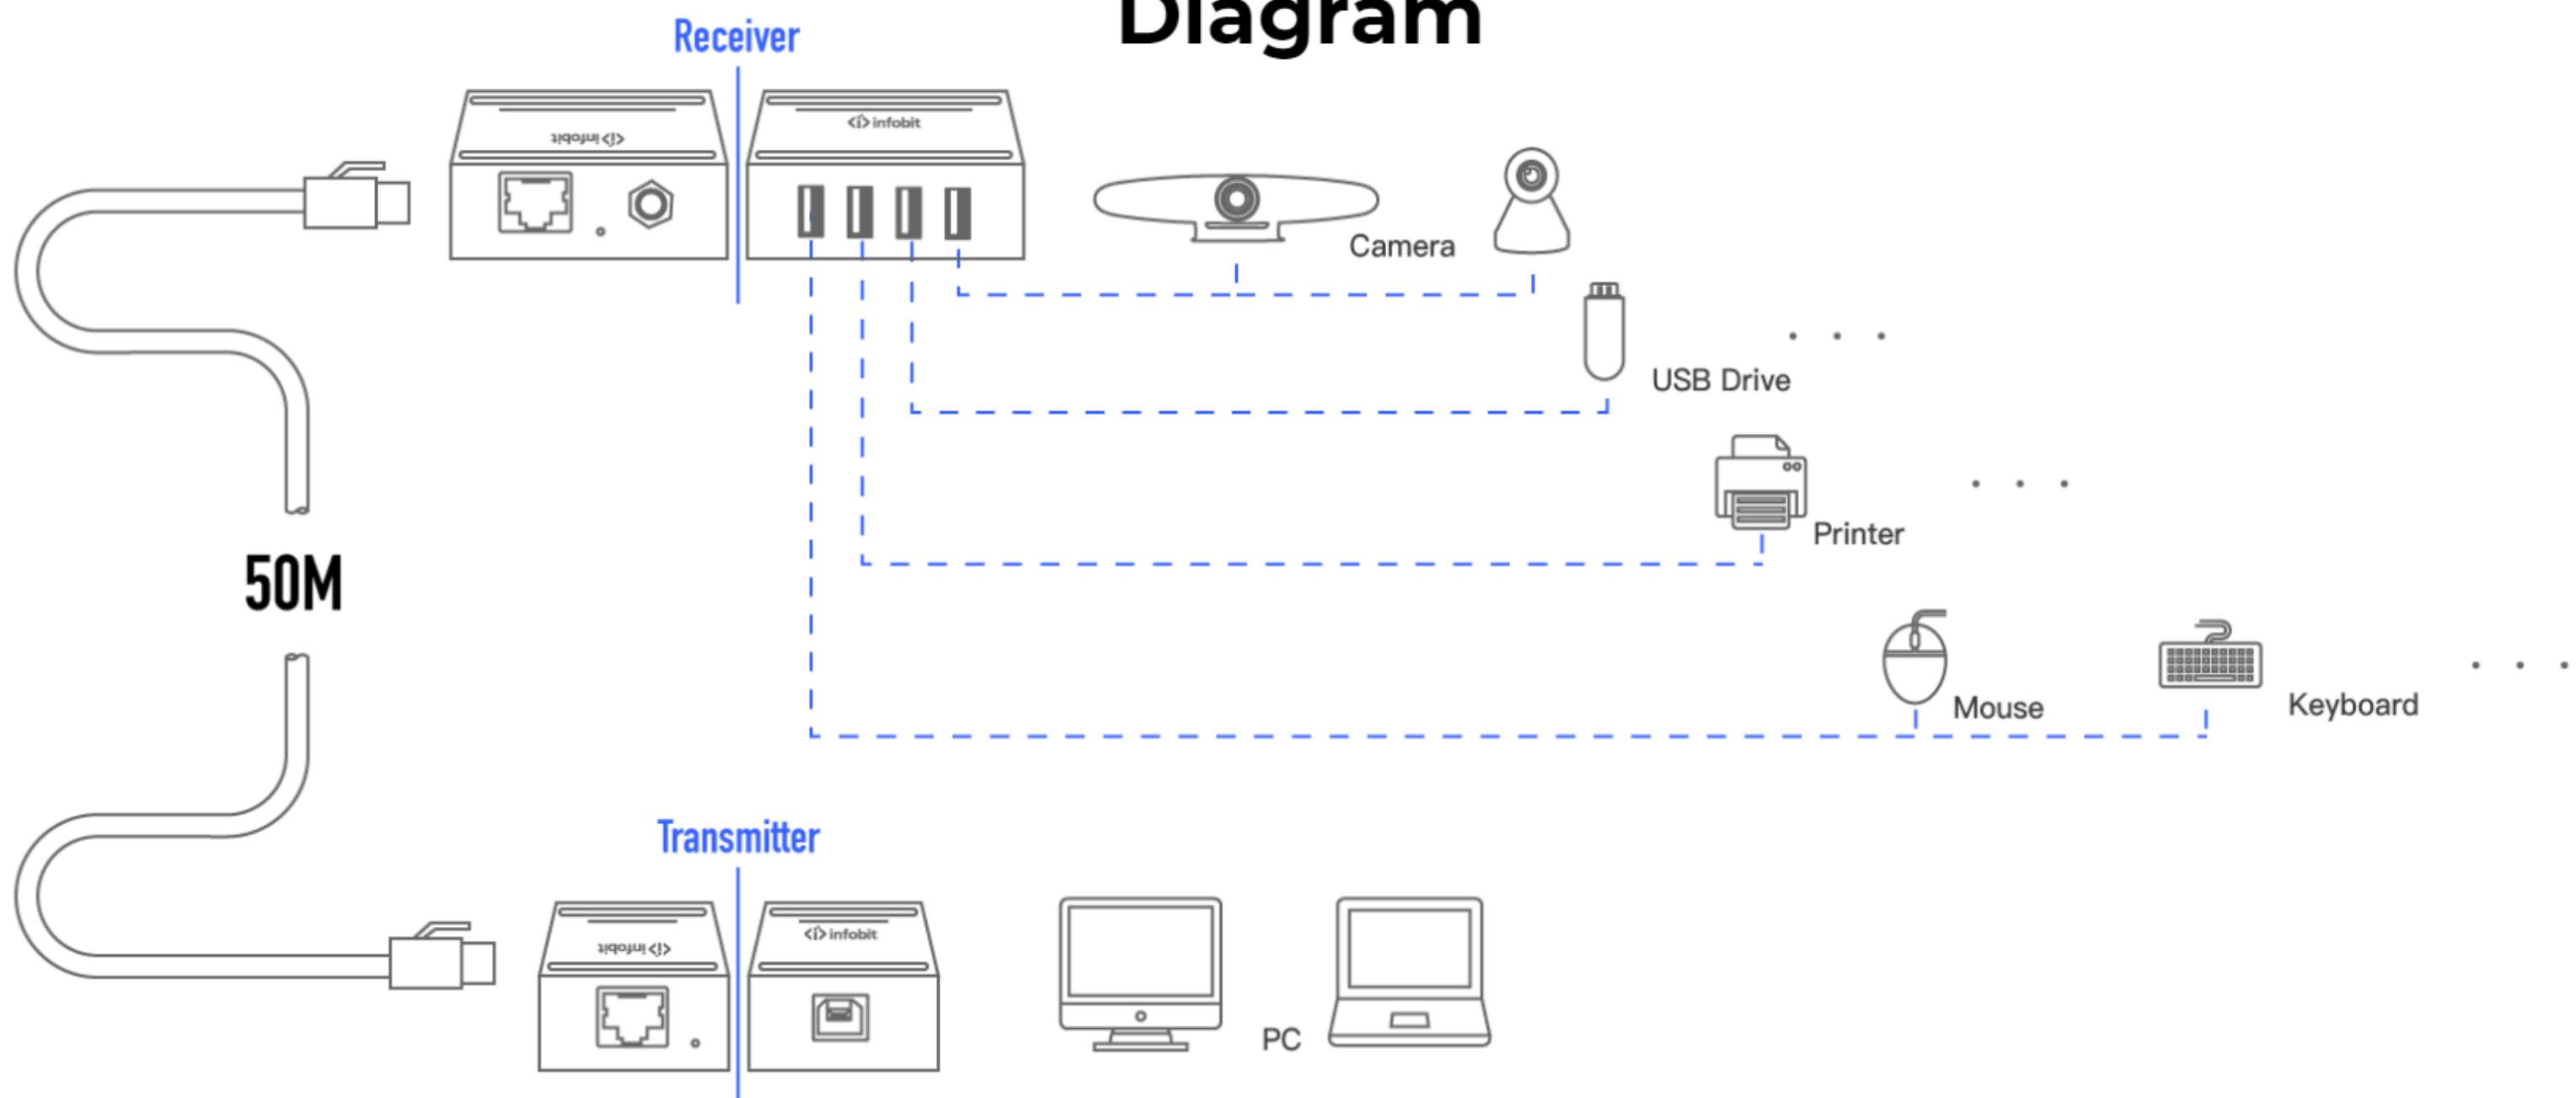 Diagram
Receiver
infobit
infobit
Camera
USB Drive
Printer
50M
Mouse
Keyboard
Transmitter
infobit
infobit
PC